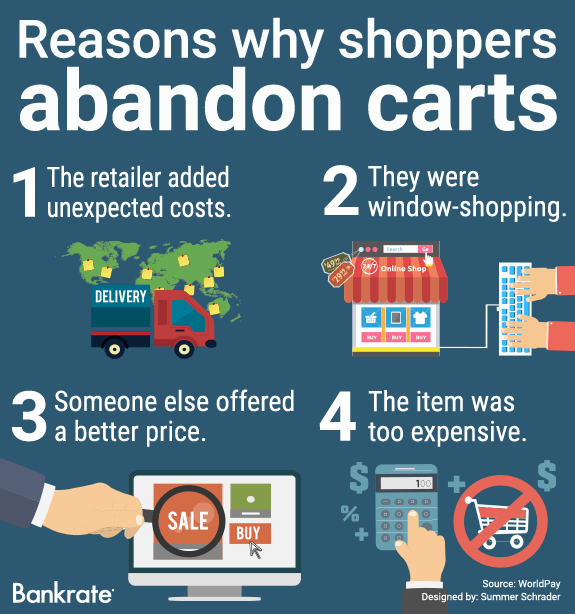 Reasons why shoppers
abandon carts
1 The retailer added
unexpected costs.
2 They were
window-shopping.
DELIVERY
Search Go
24/7 Online Shop
BUY BUY BUY
3 Someone else offered
a better price.
4 The item was
too expensive.
SALE
BUY
100
$
$
%
+
+
Bankrate
Source: WorldPay
Designed by: Summer Schrader